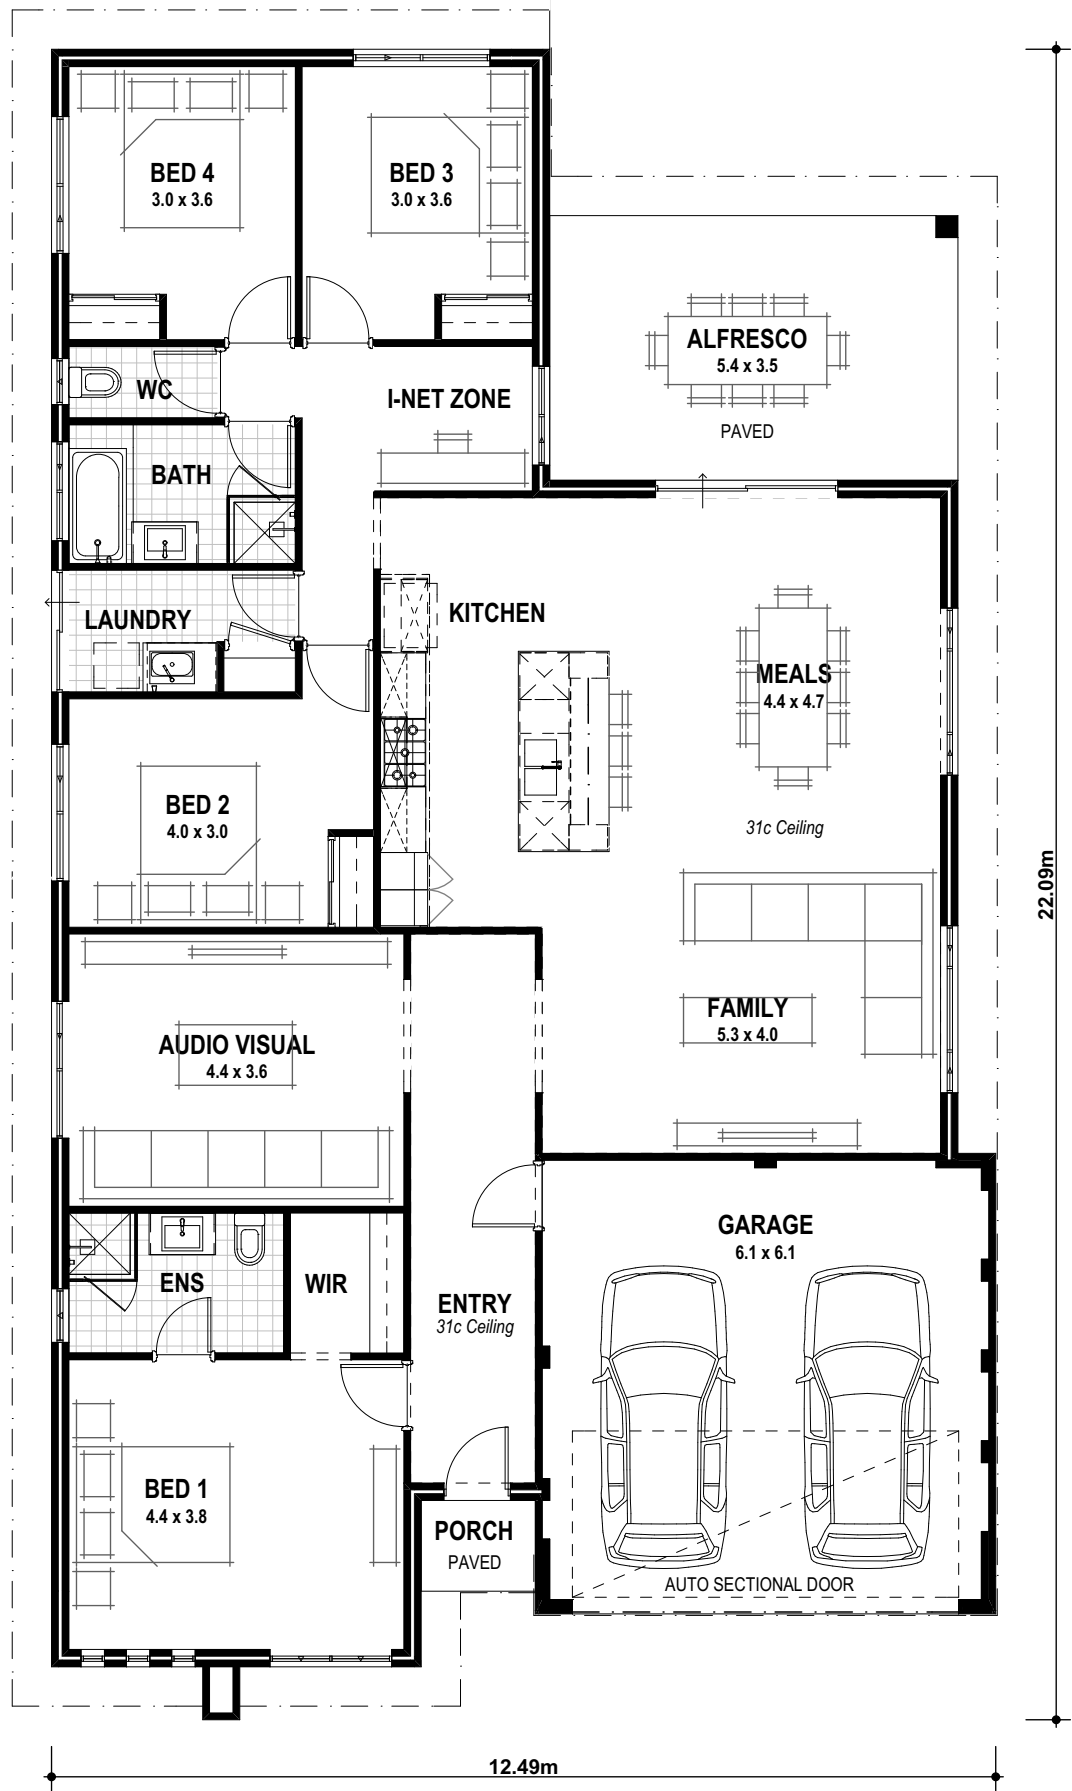 BED 4
3.0 x 3.6
BED 3
3.0 x 3.6
ALFRESCO
5.4 x 3.5
PAVED
WC
I-NET ZONE
BATH
LAUNDRY
KITCHEN
MEALS
4.4 x 4.7
31c Ceiling
BED 2
4.0 x 3.0
22.09m
FAMILY
5.3 x 4.0
AUDIO VISUAL
4.4 x 3.6
GARAGE
6.1 x 6.1
ENS
WIR
ENTRY
31c Ceiling
BED 1
4.4 x 3.8
PORCH
PAVED
AUTO SECTIONAL DOOR
12.49m